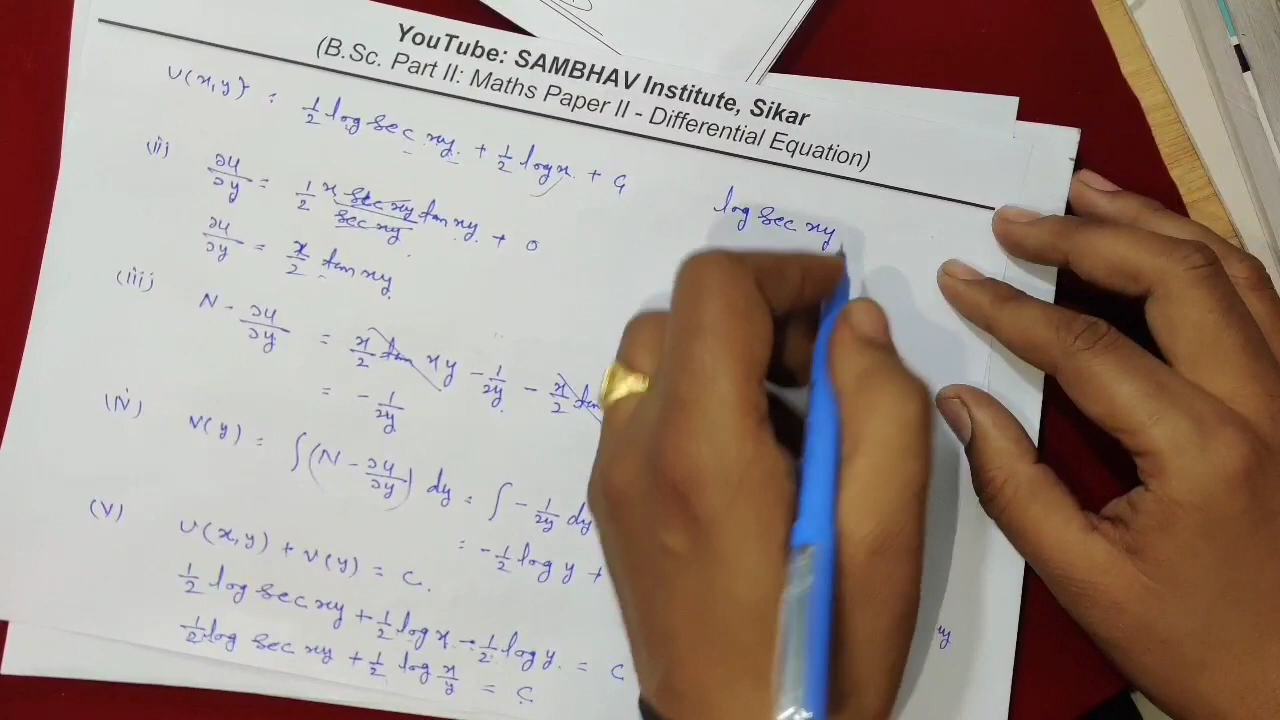 YouTube: SAMBHAV Institute, Sikar
(B.Sc. Part II: Maths Paper II - Differential Equation)
U(x,y) = 1/2 log sec xy + 1/2 log x + C₁
(ii) ∂U/∂y = 1/2 x sec xy tan xy / sec xy + 0
∂U/∂y = x/2 tan xy
(iii) N - ∂U/∂y = x/2 tan xy - 1/2y - x/2 tan
= - 1/2y
(iv) V(y) = ∫(N - ∂U/∂y) dy = ∫ - 1/2y dy
= - 1/2 log y +
(v) U(x,y) + V(y) = C.
1/2 log sec xy + 1/2 log x - 1/2 log y = C
1/2 log sec xy + 1/2 log x/y = C
log sec xy